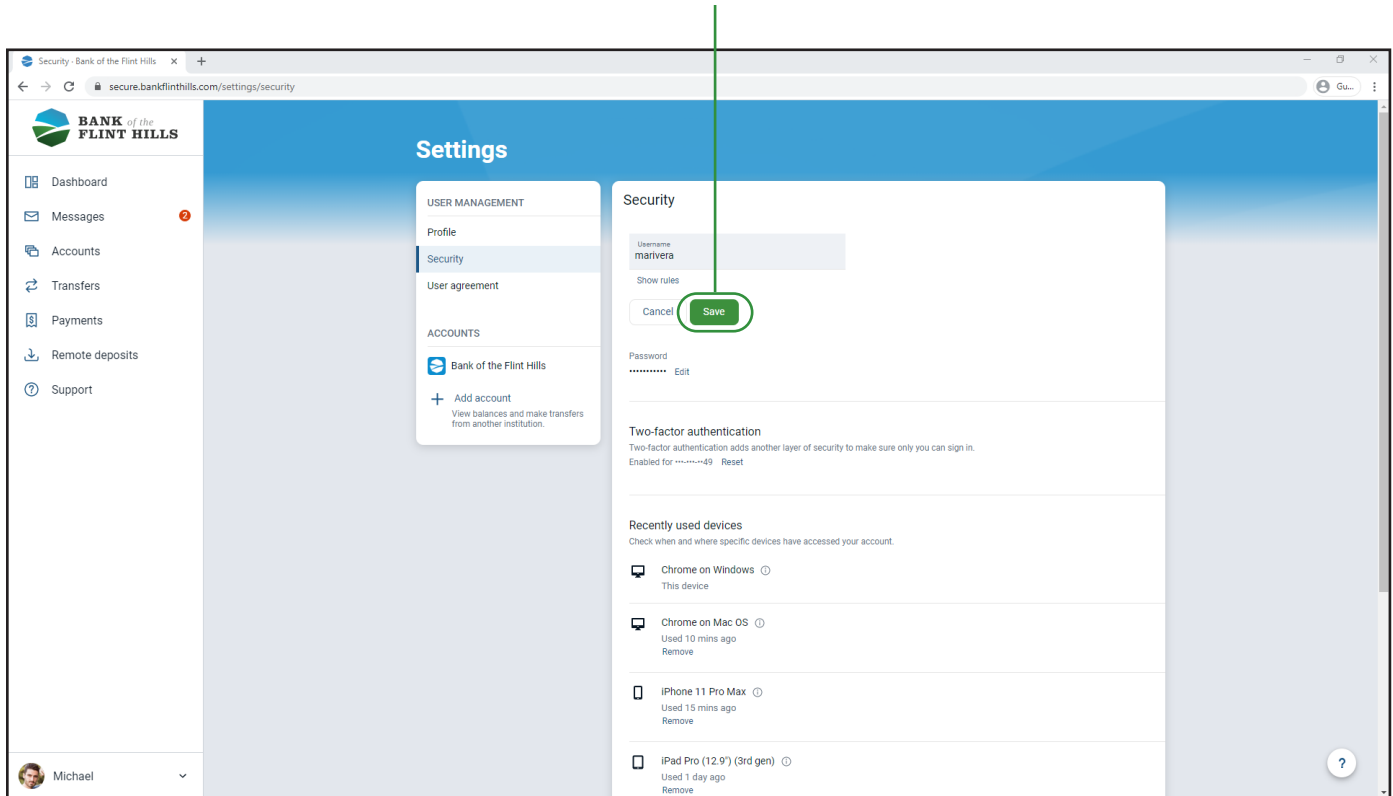 Security - Bank of the Flint Hills
secure.bankflinthills.com/settings/security
Gu...
BANK of the
FLINT HILLS
Dashboard
Messages
2
Accounts
Transfers
Payments
Remote deposits
Support
Michael
Settings
USER MANAGEMENT
Profile
Security
User agreement
ACCOUNTS
Bank of the Flint Hills
Add account
View balances and make transfers
from another institution.
Security
Username
marivera
Show rules
Cancel
Save
Password
••••••••••• Edit
Two-factor authentication
Two-factor authentication adds another layer of security to make sure only you can sign in.
Enabled for •••-•••-••49 Reset
Recently used devices
Check when and where specific devices have accessed your account.
Chrome on Windows
This device
Chrome on Mac OS
Used 10 mins ago
Remove
iPhone 11 Pro Max
Used 15 mins ago
Remove
iPad Pro (12.9") (3rd gen)
Used 1 day ago
Remove
?